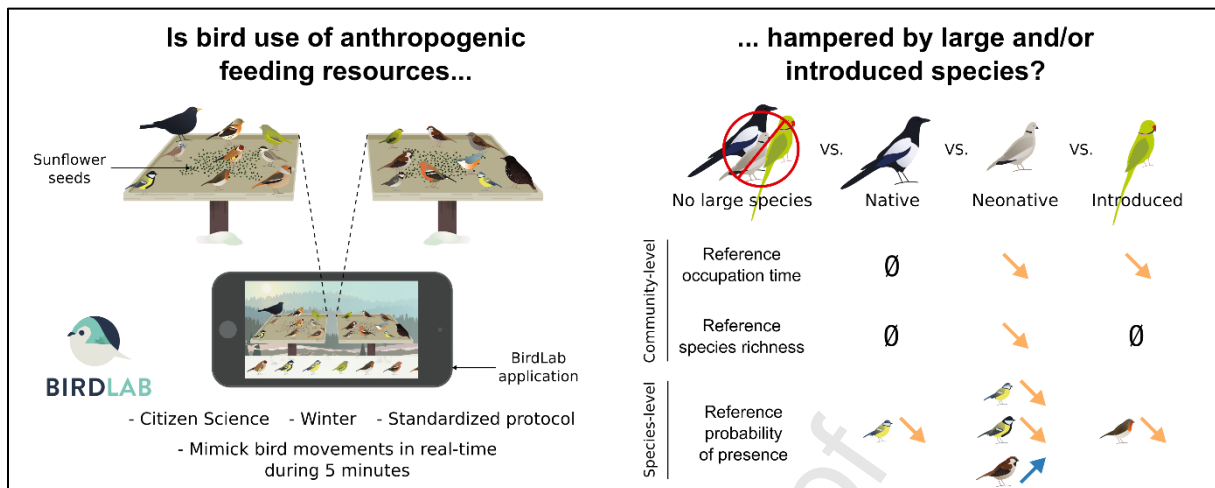 Is bird use of anthropogenic
feeding resources...
Sunflower
seeds
BirdLab
application
BIRDLAB
- Citizen Science - Winter - Standardized protocol
- Mimick bird movements in real-time
during 5 minutes
... hampered by large and/or
introduced species?
vs. vs. vs.
No large species Native Neonative Introduced
Community-level
Reference
occupation time
Ø
Reference
species richness
Ø Ø
Species-level
Reference
probability
of presence